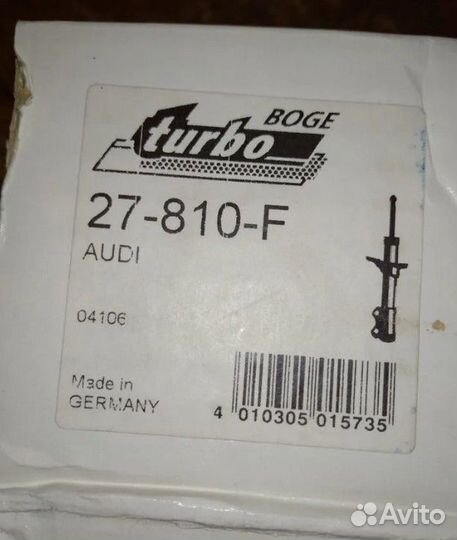 BOGE
turbo
27-810-F
AUDI
04106
Made in
GERMANY
4 010305 015735
Avito